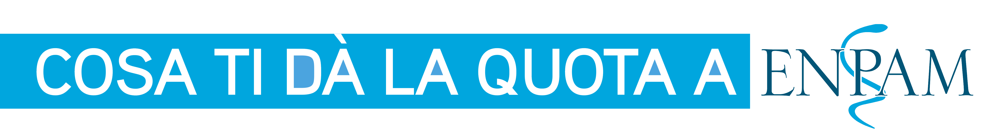 COSA TI DÀ LA QUOTA A ENPAM